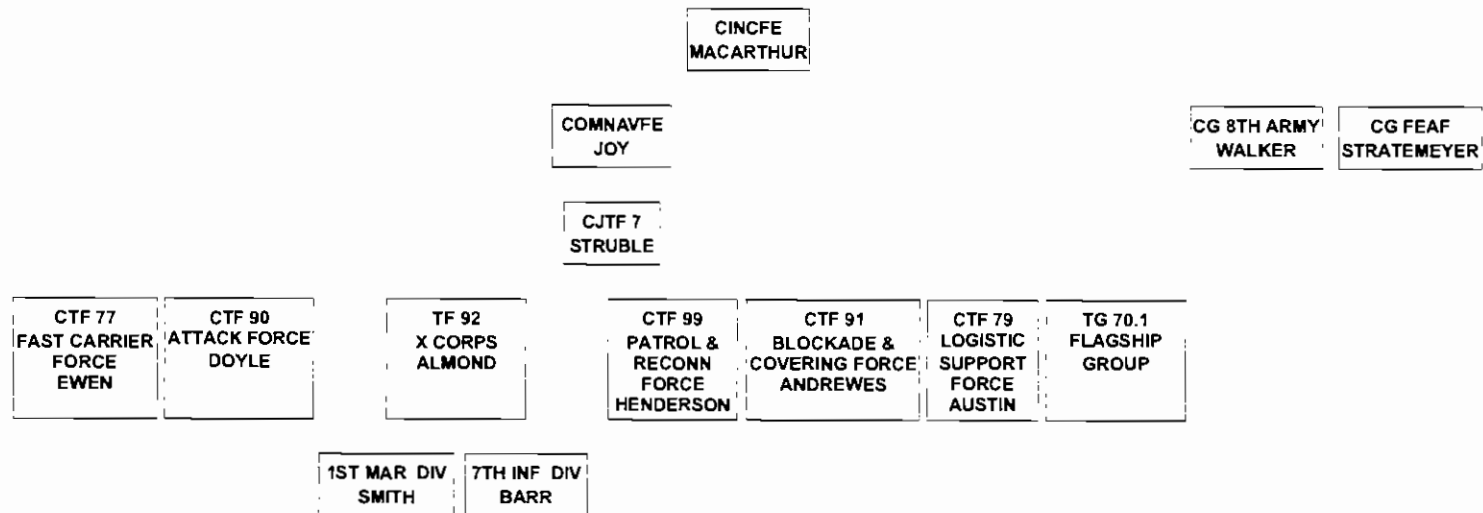 CINCFE
MACARTHUR
COMNAVFE
JOY
CG 8TH ARMY
WALKER
CG FEAF
STRATEMEYER
CJTF 7
STRUBLE
CTF 77
FAST CARRIER
FORCE
EWEN
CTF 90
ATTACK FORCE
DOYLE
TF 92
X CORPS
ALMOND
CTF 99
PATROL &
RECONN
FORCE
HENDERSON
CTF 91
BLOCKADE &
COVERING FORCE
ANDREWES
CTF 79
LOGISTIC
SUPPORT
FORCE
AUSTIN
TG 70.1
FLAGSHIP
GROUP
1ST MAR DIV
SMITH
7TH INF DIV
BARR